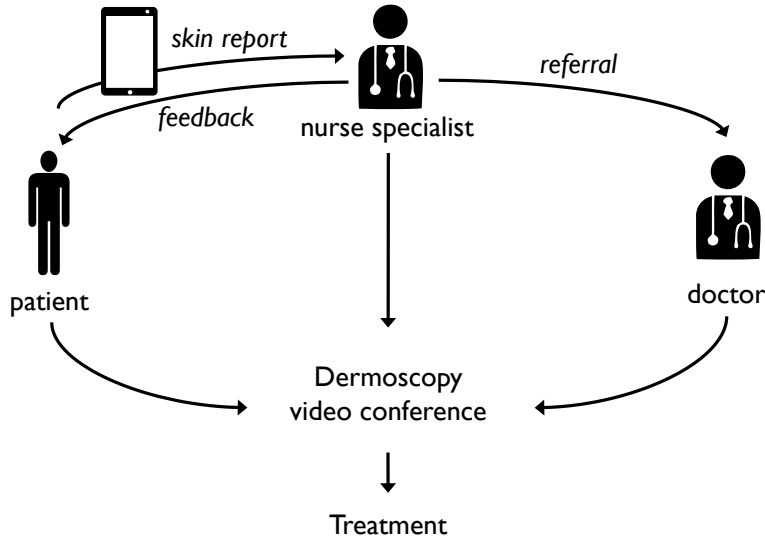 skin report
referral
feedback
nurse specialist
patient
doctor
Dermoscopy
video conference
Treatment